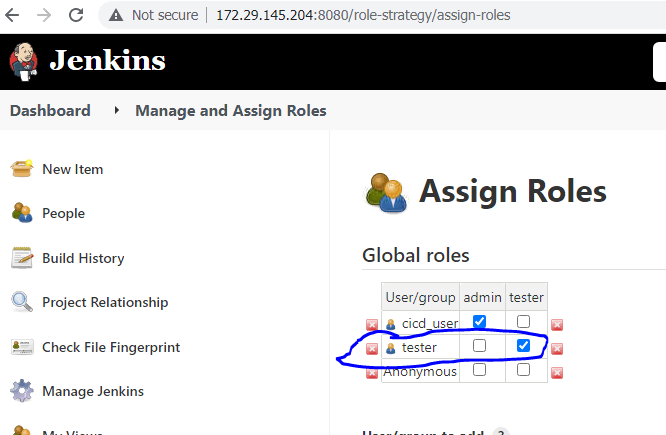 Not secure | 172.29.145.204:8080/role-strategy/assign-roles
Jenkins
Dashboard Manage and Assign Roles
New Item
People
Build History
Project Relationship
Check File Fingerprint
Manage Jenkins
My Views
Assign Roles
Global roles
User/group admin tester
cicd_user
tester
Anonymous
User/group to add ?